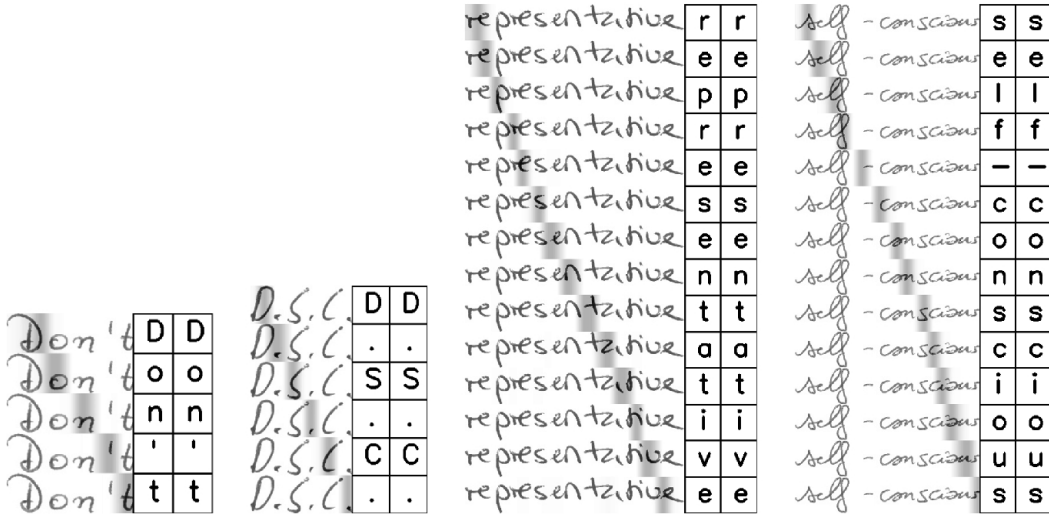 Don't D D
Don't o o
Don't n n
Don't ' '
Don't t t
D.S.C. D D
D.S.C. . .
D.S.C. S S
D.S.C. . .
D.S.C. C C
D.S.C. . .
representative r r
representative e e
representative p p
representative r r
representative e e
representative s s
representative e e
representative n n
representative t t
representative a a
representative t t
representative i i
representative v v
representative e e
self-conscious s s
self-conscious e e
self-conscious l l
self-conscious f f
self-conscious - -
self-conscious c c
self-conscious o o
self-conscious n n
self-conscious s s
self-conscious c c
self-conscious i i
self-conscious o o
self-conscious u u
self-conscious s s